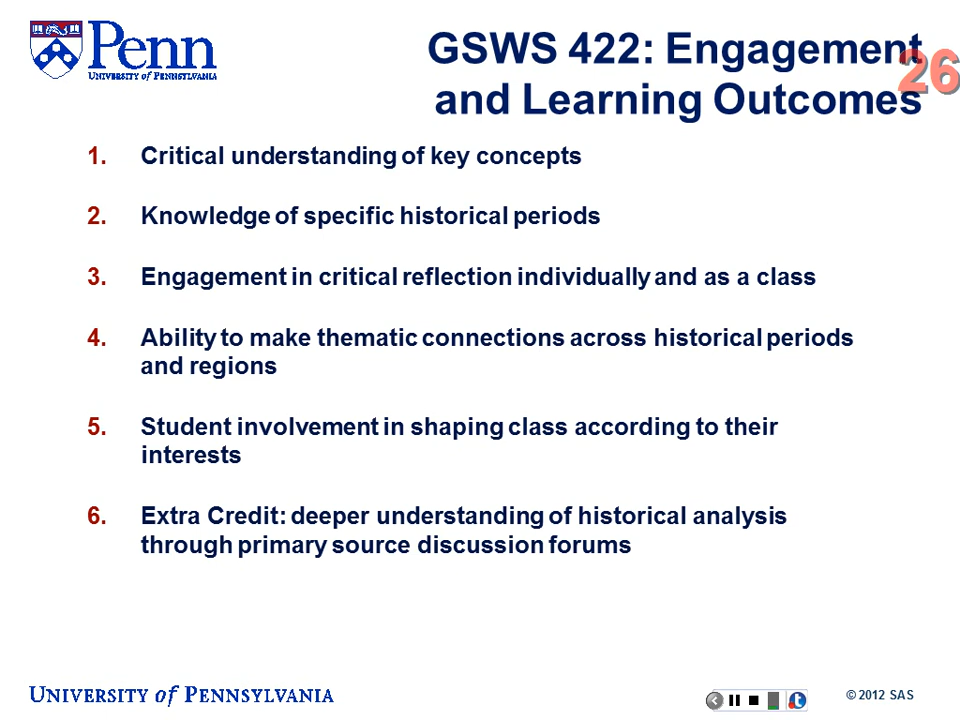 Penn
UNIVERSITY of PENNSYLVANIA
GSWS 422: Engagement
and Learning Outcomes
26
1. Critical understanding of key concepts
2. Knowledge of specific historical periods
3. Engagement in critical reflection individually and as a class
4. Ability to make thematic connections across historical periods
and regions
5. Student involvement in shaping class according to their
interests
6. Extra Credit: deeper understanding of historical analysis
through primary source discussion forums
UNIVERSITY of PENNSYLVANIA
© 2012 SAS